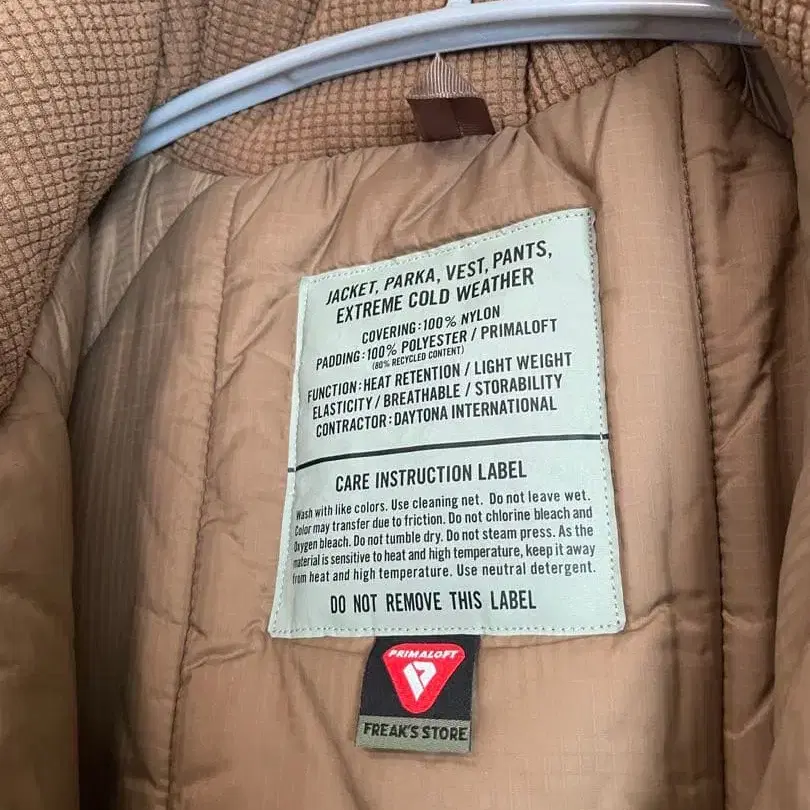 JACKET, PARKA, VEST, PANTS,
EXTREME COLD WEATHER
COVERING:100% NYLON
PADDING:100% POLYESTER / PRIMALOFT
(80% RECYCLED CONTENT)
FUNCTION:HEAT RETENTION / LIGHT WEIGHT
ELASTICITY / BREATHABLE / STORABILITY
CONTRACTOR:DAYTONA INTERNATIONAL
CARE INSTRUCTION LABEL
Wash with like colors. Use cleaning net. Do not leave wet.
Color may transfer due to friction. Do not chlorine bleach and
Oxygen bleach. Do not tumble dry. Do not steam press. As the
material is sensitive to heat and high temperature, keep it away
from heat and high temperature. Use neutral detergent.
DO NOT REMOVE THIS LABEL
PRIMALOFT
FREAK'S STORE